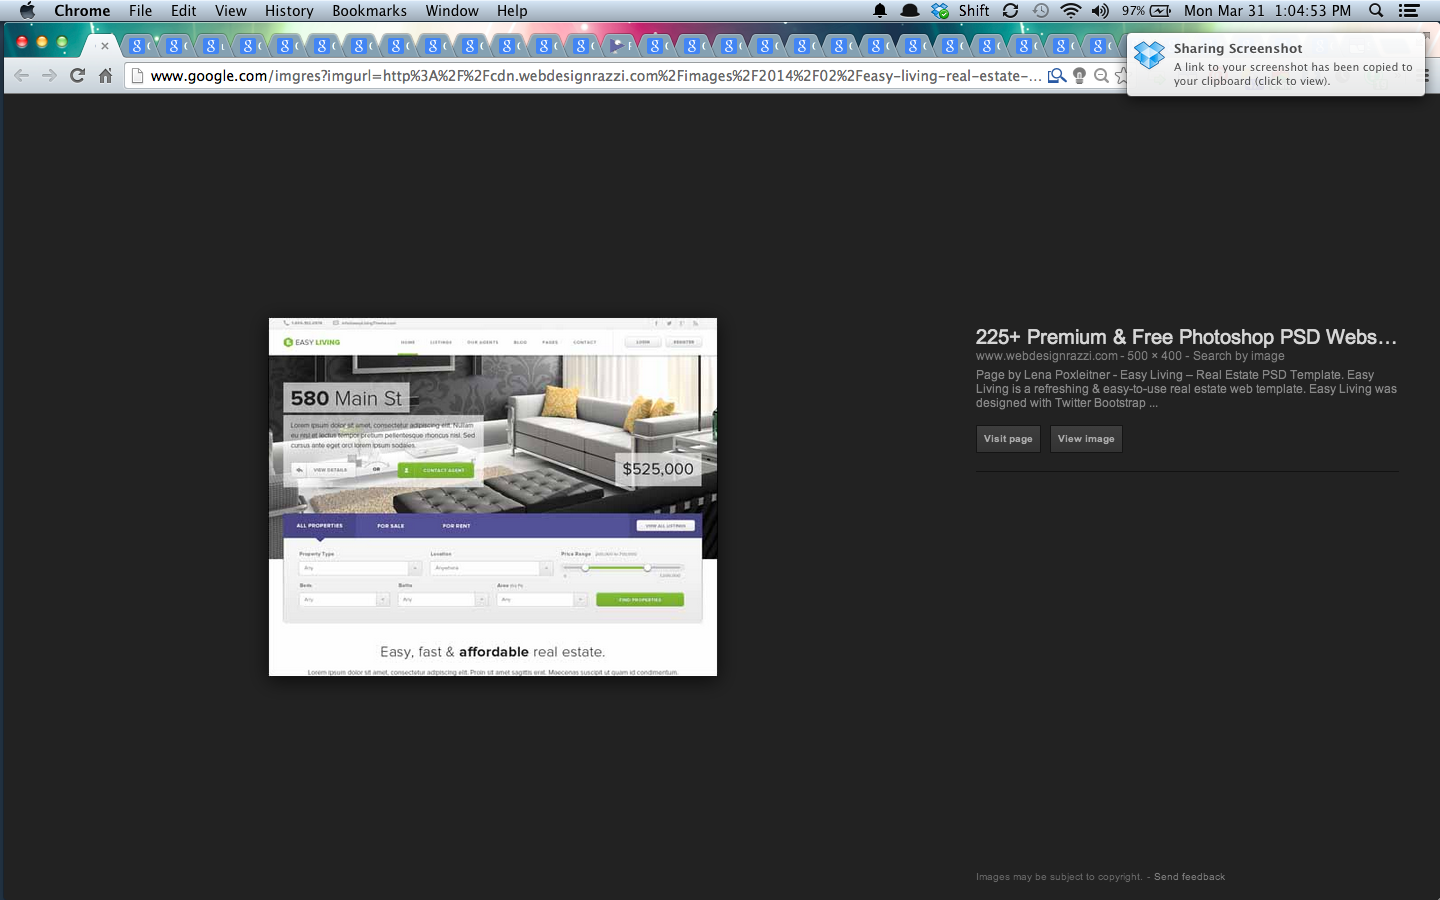 Chrome File Edit View History Bookmarks Window Help Shift 97% Mon Mar 31 1:04:53 PM
Sharing Screenshot
A link to your screenshot has been copied to
your clipboard (click to view).
www.google.com/imgres?imgurl=http%3A%2F%2Fcdn.webdesignrazzi.com%2Fimages%2F2014%2F02%2Feasy-living-real-estate-...
EASY LIVING
HOME LISTINGS OUR AGENTS BLOG PAGES CONTACT LOGIN REGISTER
580 Main St
Lorem ipsum dolor sit amet, consectetur adipiscing elit. Nullam
eu nisl et lectus tempor pretium pellentesque rhoncus nisl. Sed
cursus ante eget orci lorem ipsum sodales.
VIEW DETAILS OR CONTACT AGENT
$525,000
ALL PROPERTIES FOR SALE FOR RENT VIEW ALL LISTINGS
Property Type Location Price Range
Any Anywhere
Beds Baths Area
Any Any Any FIND PROPERTIES
Easy, fast & affordable real estate.
Lorem ipsum dolor sit amet, consectetur adipiscing elit. Proin sit amet sagittis erat. Maecenas suscipit ut quam id condimentum.
225+ Premium & Free Photoshop PSD Webs...
www.webdesignrazzi.com - 500 × 400 - Search by image
Page by Lena Poxleitner - Easy Living – Real Estate PSD Template. Easy
Living is a refreshing & easy-to-use real estate web template. Easy Living was
designed with Twitter Bootstrap ...
Visit page View image
Images may be subject to copyright. - Send feedback